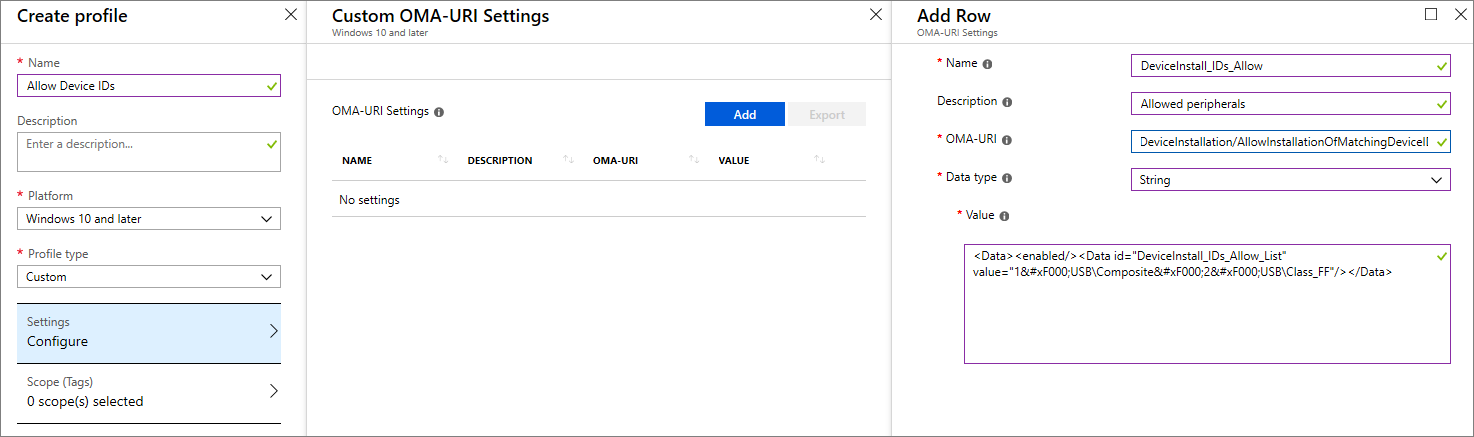 Create profile
* Name
Allow Device IDs
Description
Enter a description...
* Platform
Windows 10 and later
* Profile type
Custom
Settings
Configure
Scope (Tags)
0 scope(s) selected
Custom OMA-URI Settings
Windows 10 and later
OMA-URI Settings
Add
Export
NAME DESCRIPTION OMA-URI VALUE
No settings
Add Row
OMA-URI Settings
* Name
DeviceInstall_IDs_Allow
Description
Allowed peripherals
* OMA-URI
DeviceInstallation/AllowInstallationOfMatchingDeviceI
* Data type
String
* Value
<Data><enabled/><Data id="DeviceInstall_IDs_Allow_List"
value="1&#xF000;USB\Composite&#xF000;2&#xF000;USB\Class_FF"/></Data>